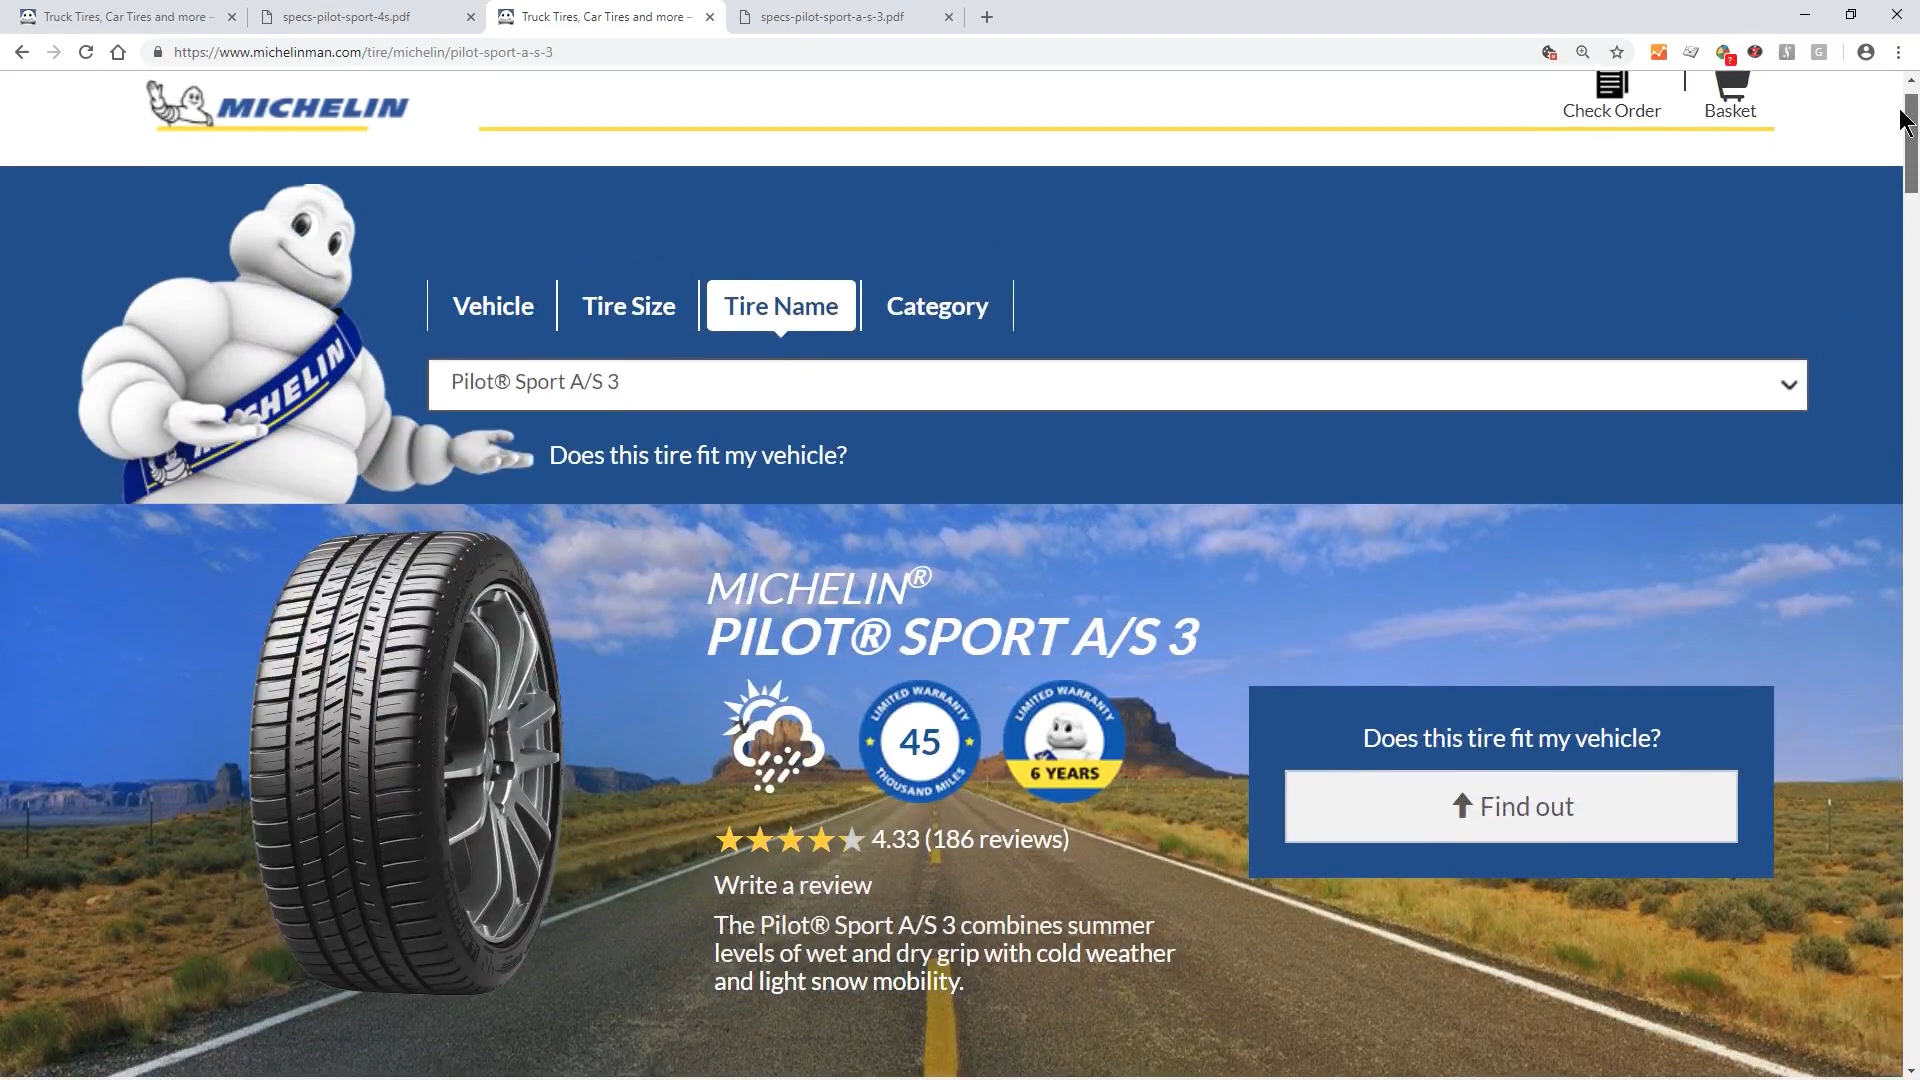 Truck Tires, Car Tires and more –
specs-pilot-sport-4s.pdf
Truck Tires, Car Tires and more –
specs-pilot-sport-a-s-3.pdf
https://www.michelinman.com/tire/michelin/pilot-sport-a-s-3
MICHELIN
Check Order
Basket
Vehicle
Tire Size
Tire Name
Category
Pilot® Sport A/S 3
Does this tire fit my vehicle?
MICHELIN®
PILOT® SPORT A/S 3
LIMITED WARRANTY
45
THOUSAND MILES
LIMITED WARRANTY
6 YEARS
Does this tire fit my vehicle?
Find out
4.33 (186 reviews)
Write a review
The Pilot® Sport A/S 3 combines summer
levels of wet and dry grip with cold weather
and light snow mobility.